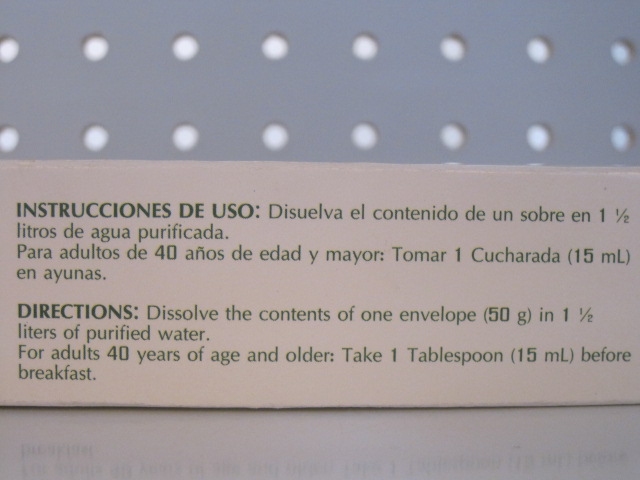 INSTRUCCIONES DE USO: Disuelva el contenido de un sobre en 1 ½
litros de agua purificada.
Para adultos de 40 años de edad y mayor: Tomar 1 Cucharada (15 mL)
en ayunas.
DIRECTIONS: Dissolve the contents of one envelope (50 g) in 1 ½
liters of purified water.
For adults 40 years of age and older: Take 1 Tablespoon (15 mL) before
breakfast.